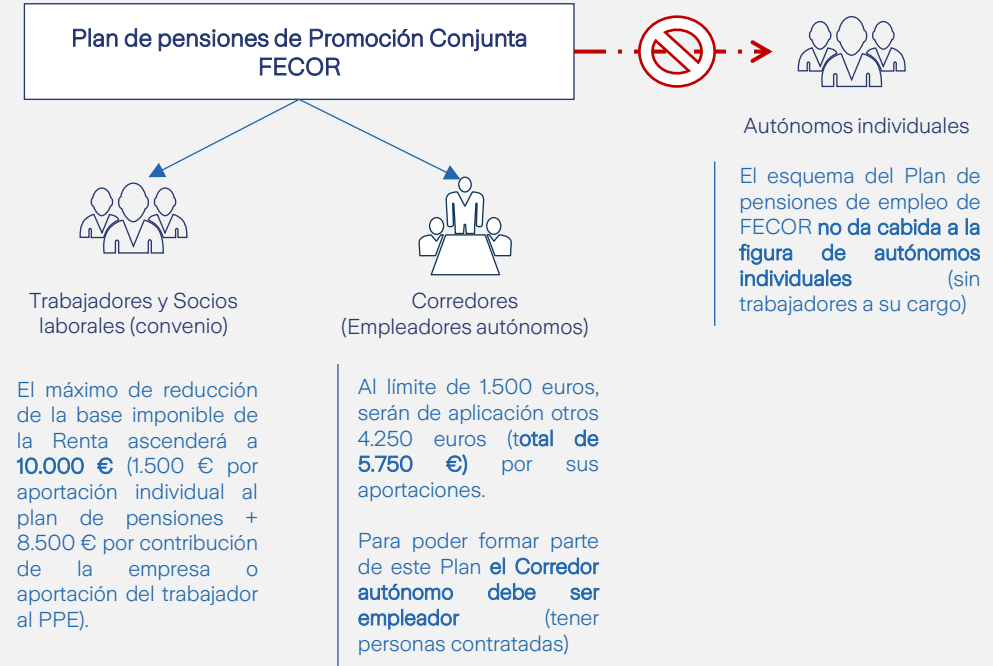 Plan de pensiones de Promoción Conjunta
FECOR
Autónomos individuales
El esquema del Plan de
pensiones de empleo de
FECOR no da cabida a la
figura de autónomos
individuales (sin
trabajadores a su cargo)
Trabajadores y Socios
laborales (convenio)
El máximo de reducción
de la base imponible de
la Renta ascenderá a
10.000 € (1.500 € por
aportación individual al
plan de pensiones +
8.500 € por contribución
de la empresa o
aportación del trabajador
al PPE).
Corredores
(Empleadores autónomos)
Al límite de 1.500 euros,
serán de aplicación otros
4.250 euros (total de
5.750 €) por sus
aportaciones.
Para poder formar parte
de este Plan el Corredor
autónomo debe ser
empleador (tener
personas contratadas)